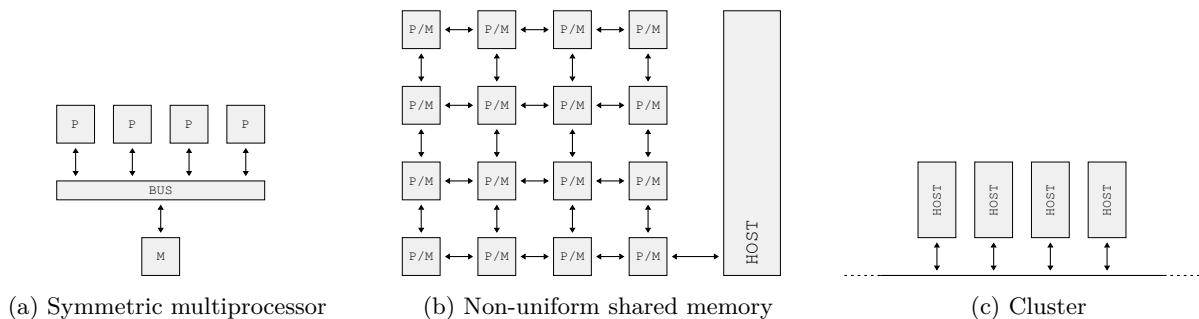 P P P P
BUS
M
(a) Symmetric multiprocessor
P/M P/M P/M P/M
P/M P/M P/M P/M
P/M P/M P/M P/M
P/M P/M P/M P/M
HOST
(b) Non-uniform shared memory
HOST HOST HOST HOST
(c) Cluster